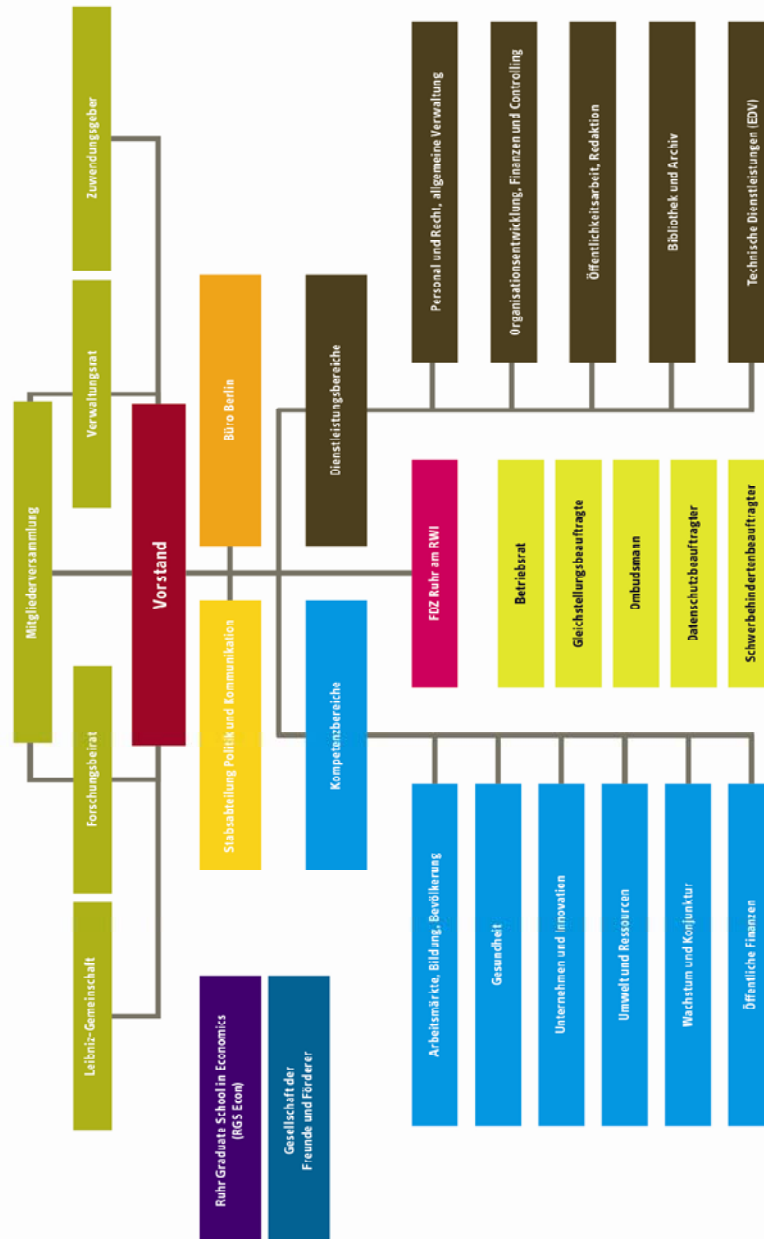 Mitgliederversammlung
Leibniz-Gemeinschaft
Forschungsbeirat
Verwaltungsrat
Zuwendungsgeber
Vorstand
Ruhr Graduate School in Economics
(RGS Econ)
Stabsabteilung Politik und Kommunikation
Büro Berlin
Gesellschaft der
Freunde und Förderer
Kompetenzbereiche
Dienstleistungsbereiche
Arbeitsmärkte, Bildung, Bevölkerung
Gesundheit
Unternehmen und Innovation
Umwelt und Ressourcen
Wachstum und Konjunktur
Öffentliche Finanzen
FDZ Ruhr am RWI
Betriebsrat
Gleichstellungsbeauftragte
Ombudsmann
Datenschutzbeauftragter
Schwerbehindertenbeauftragter
Personal und Recht, allgemeine Verwaltung
Organisationsentwicklung, Finanzen und Controlling
Öffentlichkeitsarbeit, Redaktion
Bibliothek und Archiv
Technische Dienstleistungen (EDV)